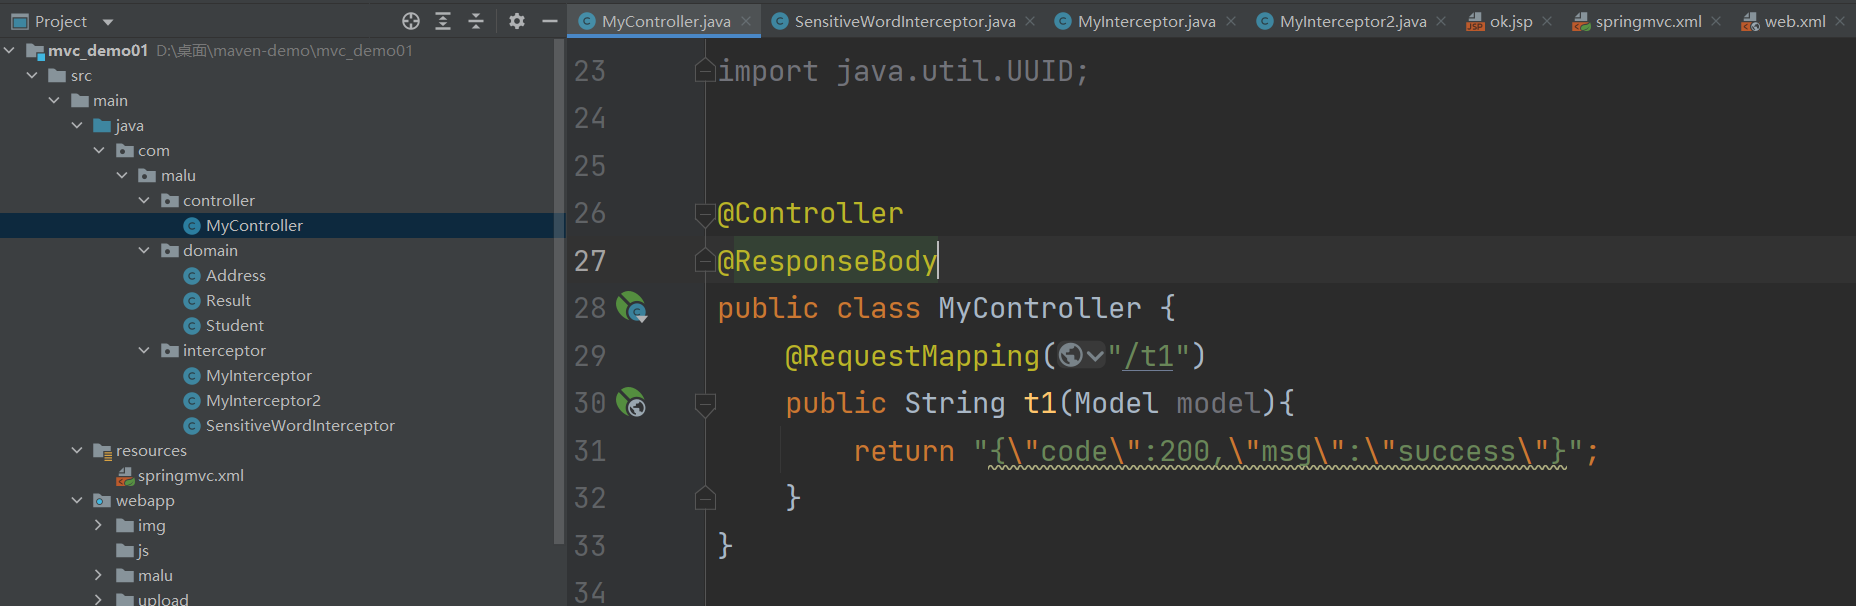 Project
MyController.java
SensitiveWordInterceptor.java
MyInterceptor.java
MyInterceptor2.java
ok.jsp
springmvc.xml
web.xml
mvc_demo01 D:\桌面\maven-demo\mvc_demo01
src
main
java
com
malu
controller
MyController
domain
Address
Result
Student
interceptor
MyInterceptor
MyInterceptor2
SensitiveWordInterceptor
resources
springmvc.xml
webapp
img
js
malu
upload
23 import java.util.UUID;
24
25
26 @Controller
27 @ResponseBody
28 public class MyController {
29 @RequestMapping("/t1")
30 public String t1(Model model){
31 return "{\"code\":200,\"msg\":\"success\"}";
32 }
33 }
34